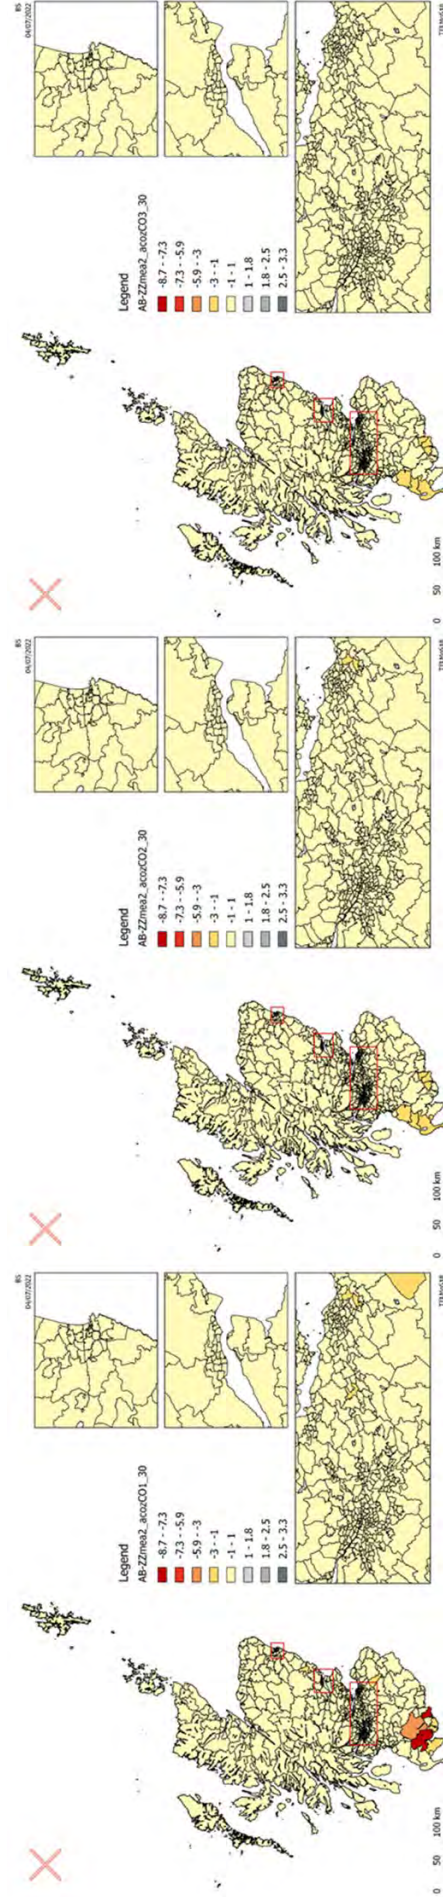 BS
04/07/2022
Legend
AB-ZZmea2_acozCO1_30
-8.7 - -7.3
-7.3 - -5.9
-5.9 - -3
-3 - -1
-1 - 1
1 - 1.8
1.8 - 2.5
2.5 - 3.3
0 50 100 km
BS
04/07/2022
Legend
AB-ZZmea2_acozCO2_30
-8.7 - -7.3
-7.3 - -5.9
-5.9 - -3
-3 - -1
-1 - 1
1 - 1.8
1.8 - 2.5
2.5 - 3.3
0 50 100 km
BS
04/07/2022
Legend
AB-ZZmea2_acozCO3_30
-8.7 - -7.3
-7.3 - -5.9
-5.9 - -3
-3 - -1
-1 - 1
1 - 1.8
1.8 - 2.5
2.5 - 3.3
0 50 100 km